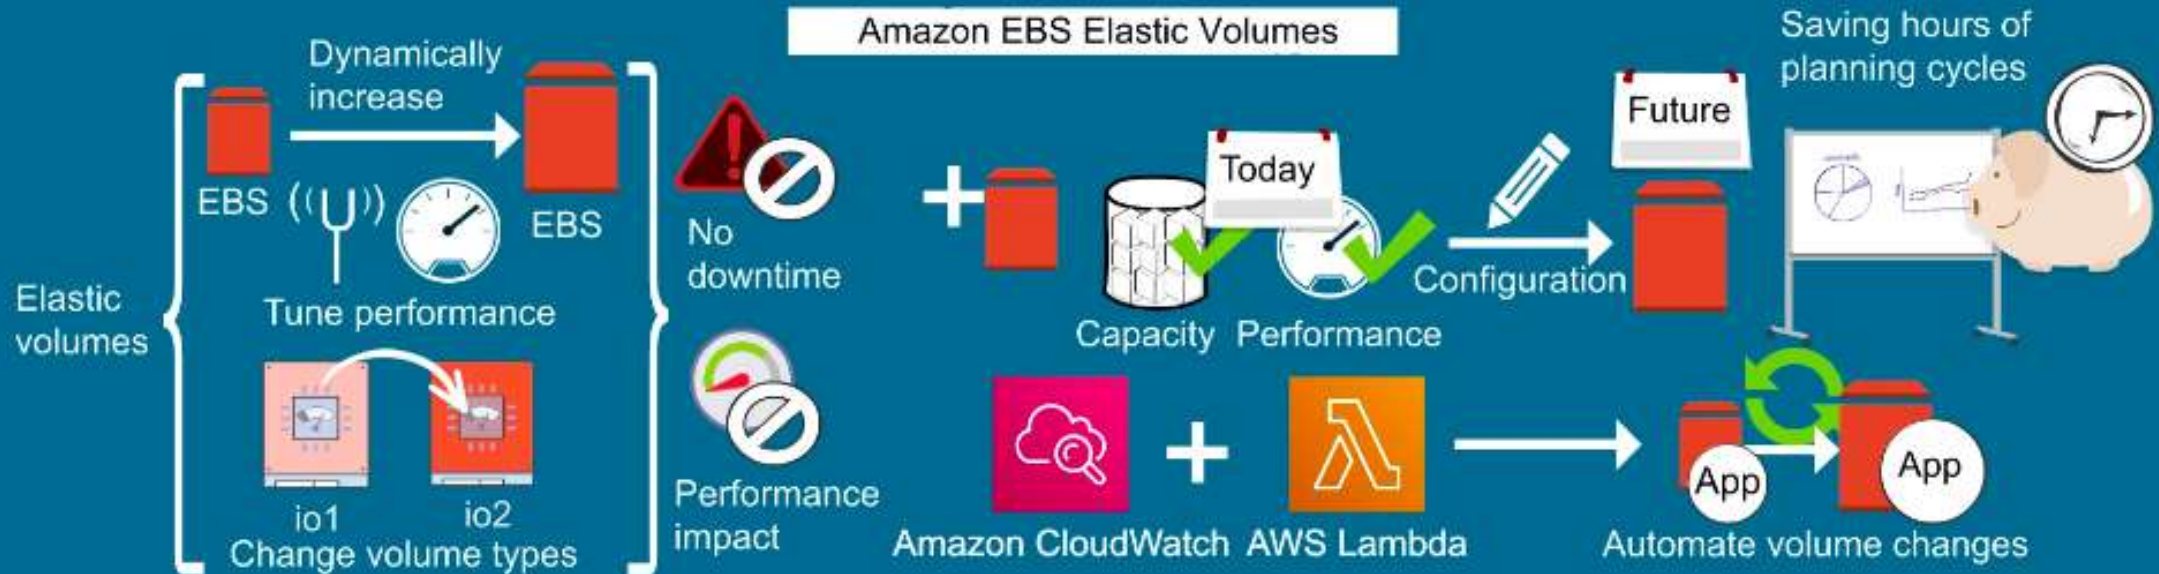 Amazon EBS Elastic Volumes
Elastic
volumes
Dynamically
increase
EBS
EBS
Tune performance
io1
io2
Change volume types
No
downtime
Performance
impact
Today
Capacity
Performance
Configuration
Future
Saving hours of
planning cycles
Amazon CloudWatch
AWS Lambda
App
App
Automate volume changes